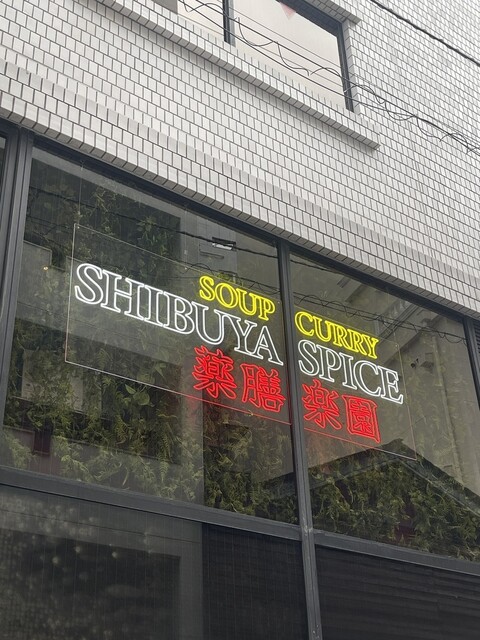 SOUP CURRY
SHIBUYA SPICE
薬膳 楽園